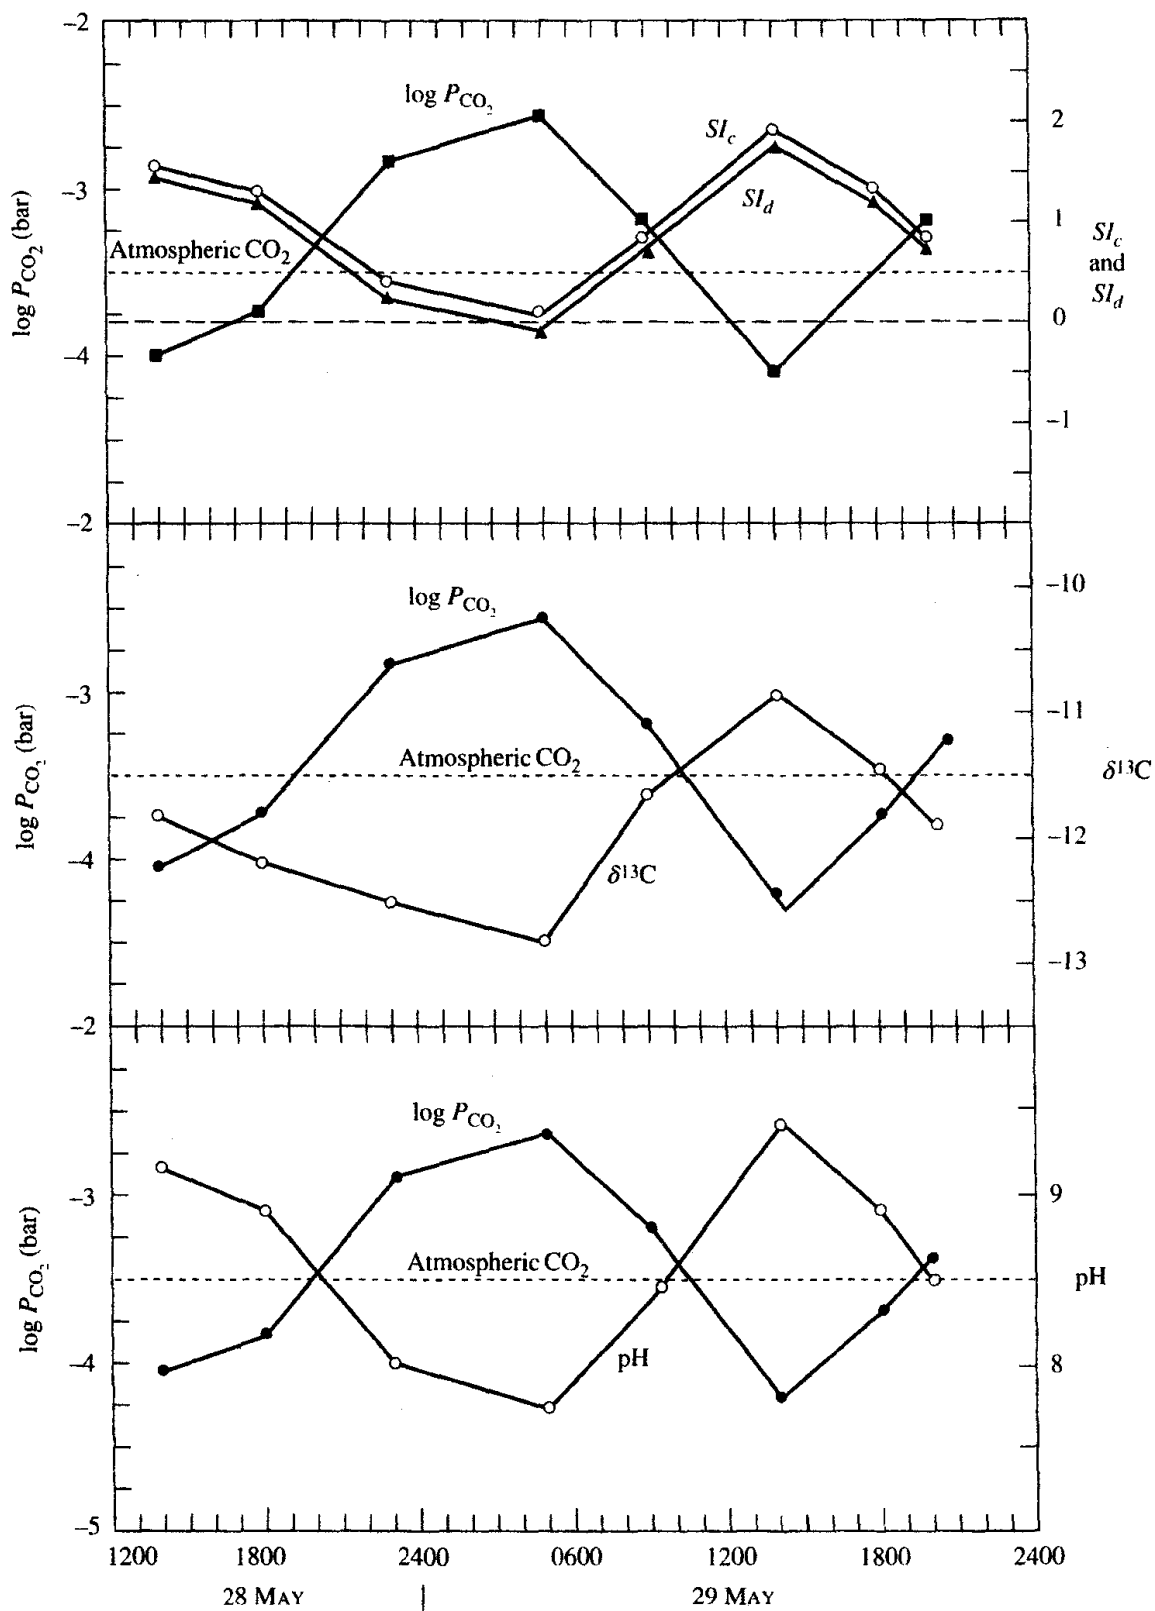 −2
log P_CO₂
SI_c
2
−3
SI_d
1
Atmospheric CO₂
SI_c
and
SI_d
log P_CO₂ (bar)
0
−4
−1
−2
−10
log P_CO₂
−3
−11
Atmospheric CO₂
δ¹³C
log P_CO₂ (bar)
−12
−4
δ¹³C
−13
−2
log P_CO₂
−3
9
Atmospheric CO₂
pH
log P_CO₂ (bar)
−4
pH
8
−5
1200 1800 2400 0600 1200 1800 2400
28 MAY 29 MAY